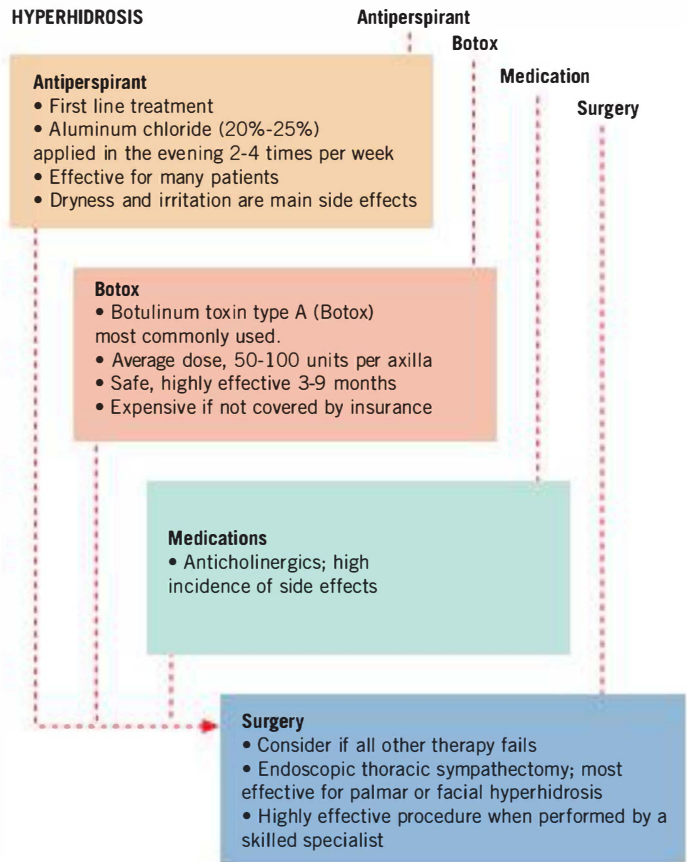 HYPERHIDROSIS
Antiperspirant
Botox
Medication
Surgery
Antiperspirant
• First line treatment
• Aluminum chloride (20%-25%)
applied in the evening 2-4 times per week
• Effective for many patients
• Dryness and irritation are main side effects
Botox
• Botulinum toxin type A (Botox)
most commonly used.
• Average dose, 50-100 units per axilla
• Safe, highly effective 3-9 months
• Expensive if not covered by insurance
Medications
• Anticholinergics; high
incidence of side effects
Surgery
• Consider if all other therapy fails
• Endoscopic thoracic sympathectomy; most
effective for palmar or facial hyperhidrosis
• Highly effective procedure when performed by a
skilled specialist